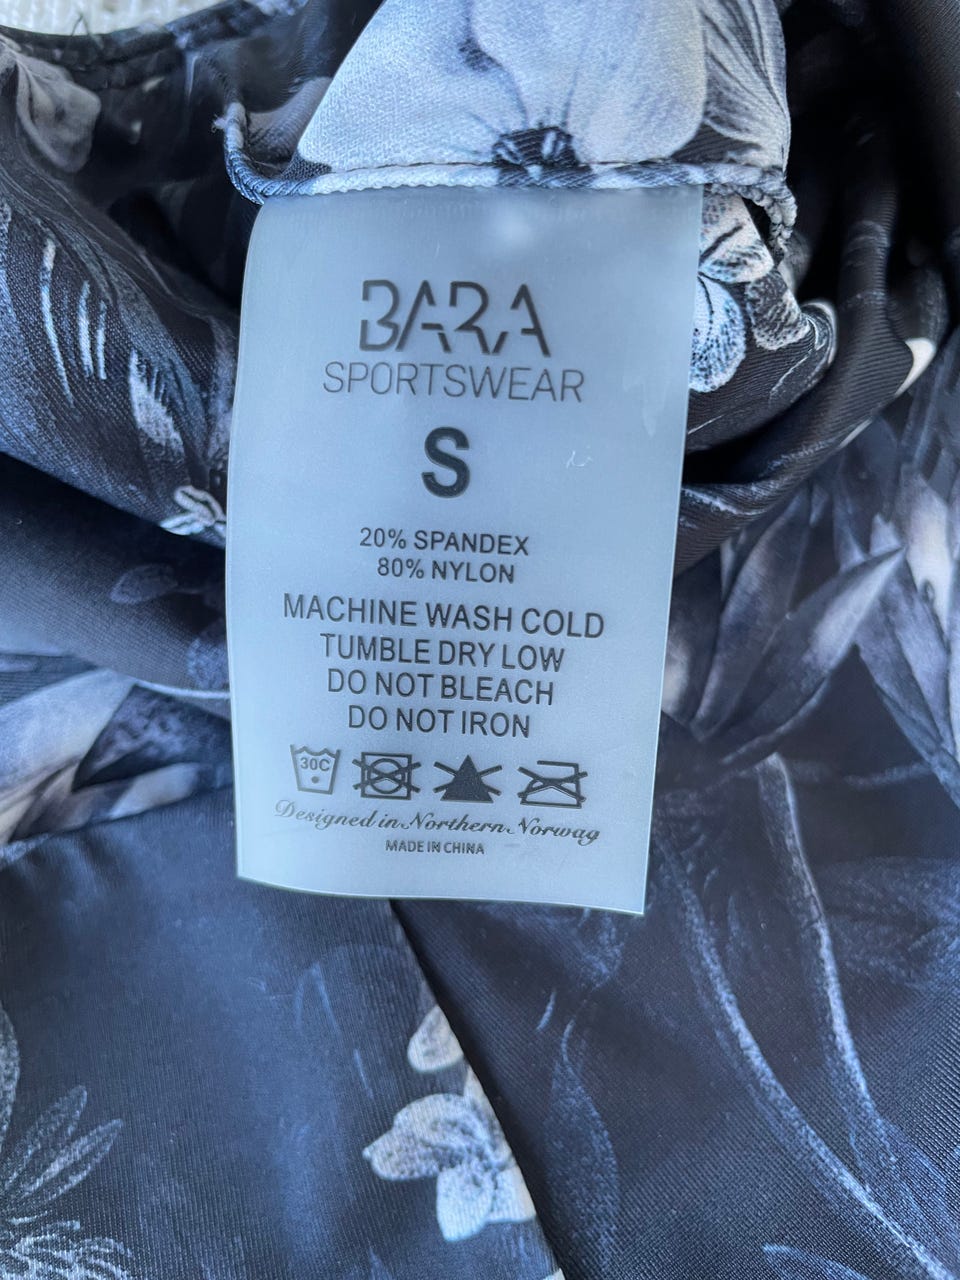 BARA
SPORTSWEAR
S
20% SPANDEX
80% NYLON
MACHINE WASH COLD
TUMBLE DRY LOW
DO NOT BLEACH
DO NOT IRON
30C
Designed in Northern Norway
MADE IN CHINA